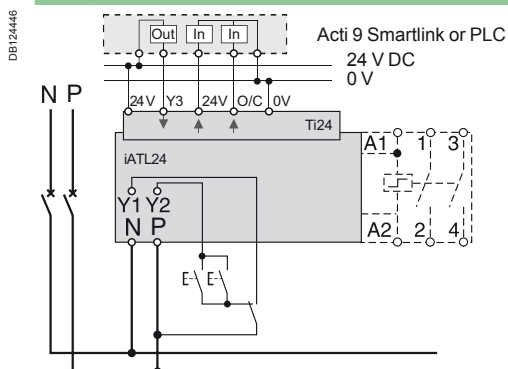 DB124446
Out In In
Acti 9 Smartlink or PLC
24 V DC
0 V
N P
24 V Y3 24V O/C 0V
Ti24
iATL24
A1 1 3
Y1 Y2
N P
A2 2 4
E E